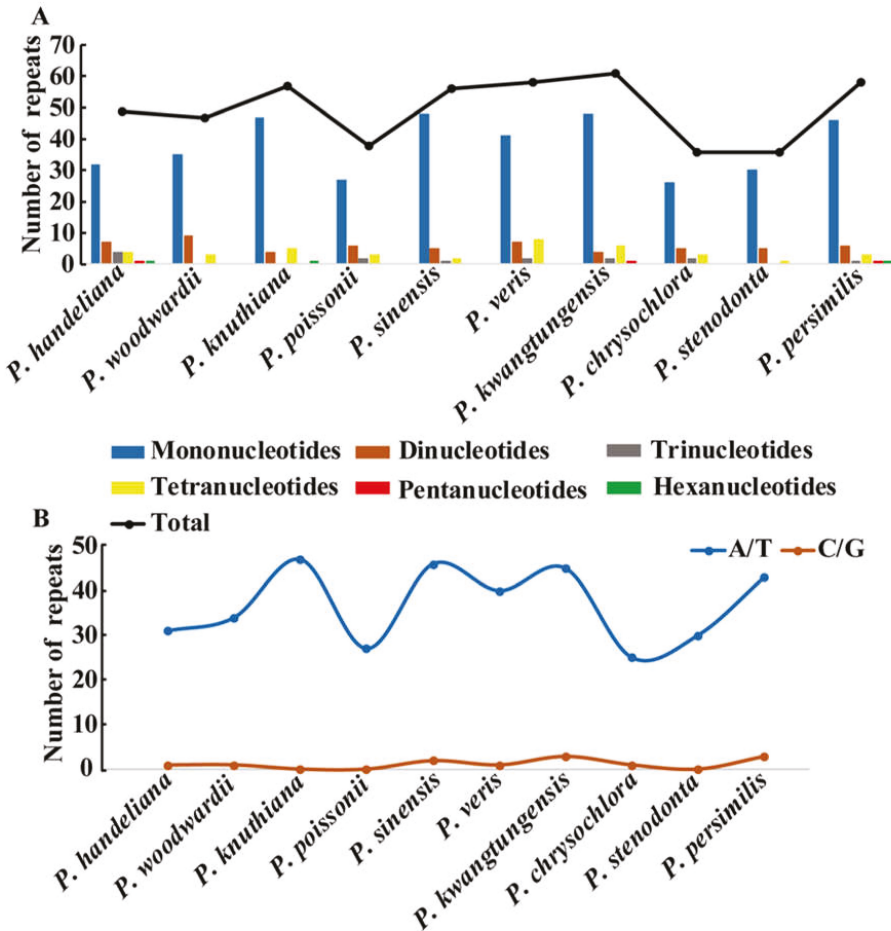 A
Number of repeats
70
60
50
40
30
20
10
0
P. handeliana
P. woodwardii
P. knuthiana
P. poissonii
P. sinensis
P. veris
P. kwangtungensis
P. chrysochlora
P. stenodonta
P. persimilis
Mononucleotides Dinucleotides Trinucleotides
Tetranucleotides Pentanucleotides Hexanucleotides
Total
B
A/T C/G
Number of repeats
50
40
30
20
10
0
P. handeliana
P. woodwardii
P. knuthiana
P. poissonii
P. sinensis
P. veris
P. kwangtungensis
P. chrysochlora
P. stenodonta
P. persimilis